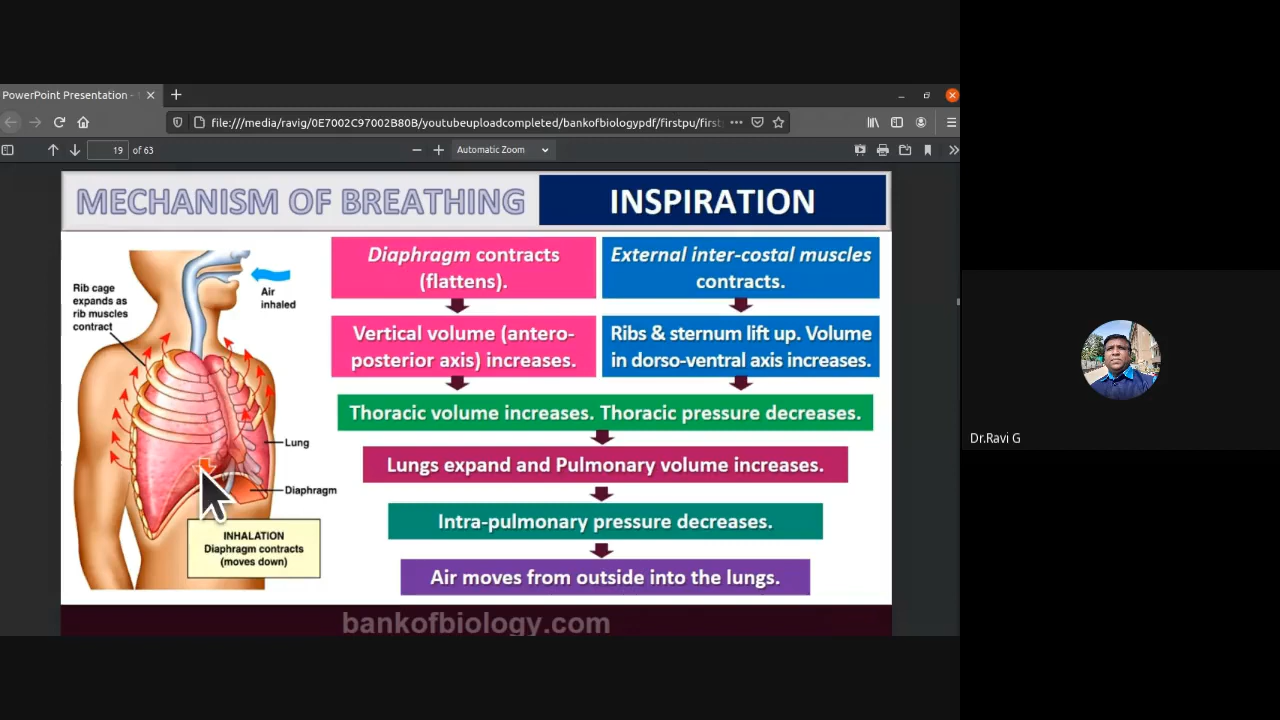 PowerPoint Presentation -
file:///media/ravig/0E7002C97002B80B/youtubeuploadcompleted/bankofbiologypdf/firstpu/first
19 of 63
Automatic Zoom
MECHANISM OF BREATHING
INSPIRATION
Rib cage
expands as
rib muscles
contract
Air
inhaled
Lung
Diaphragm
INHALATION
Diaphragm contracts
(moves down)
Diaphragm contracts
(flattens).
External inter-costal muscles
contracts.
Vertical volume (antero-
posterior axis) increases.
Ribs & sternum lift up. Volume
in dorso-ventral axis increases.
Thoracic volume increases. Thoracic pressure decreases.
Lungs expand and Pulmonary volume increases.
Intra-pulmonary pressure decreases.
Air moves from outside into the lungs.
bankofbiology.com
Dr.Ravi G